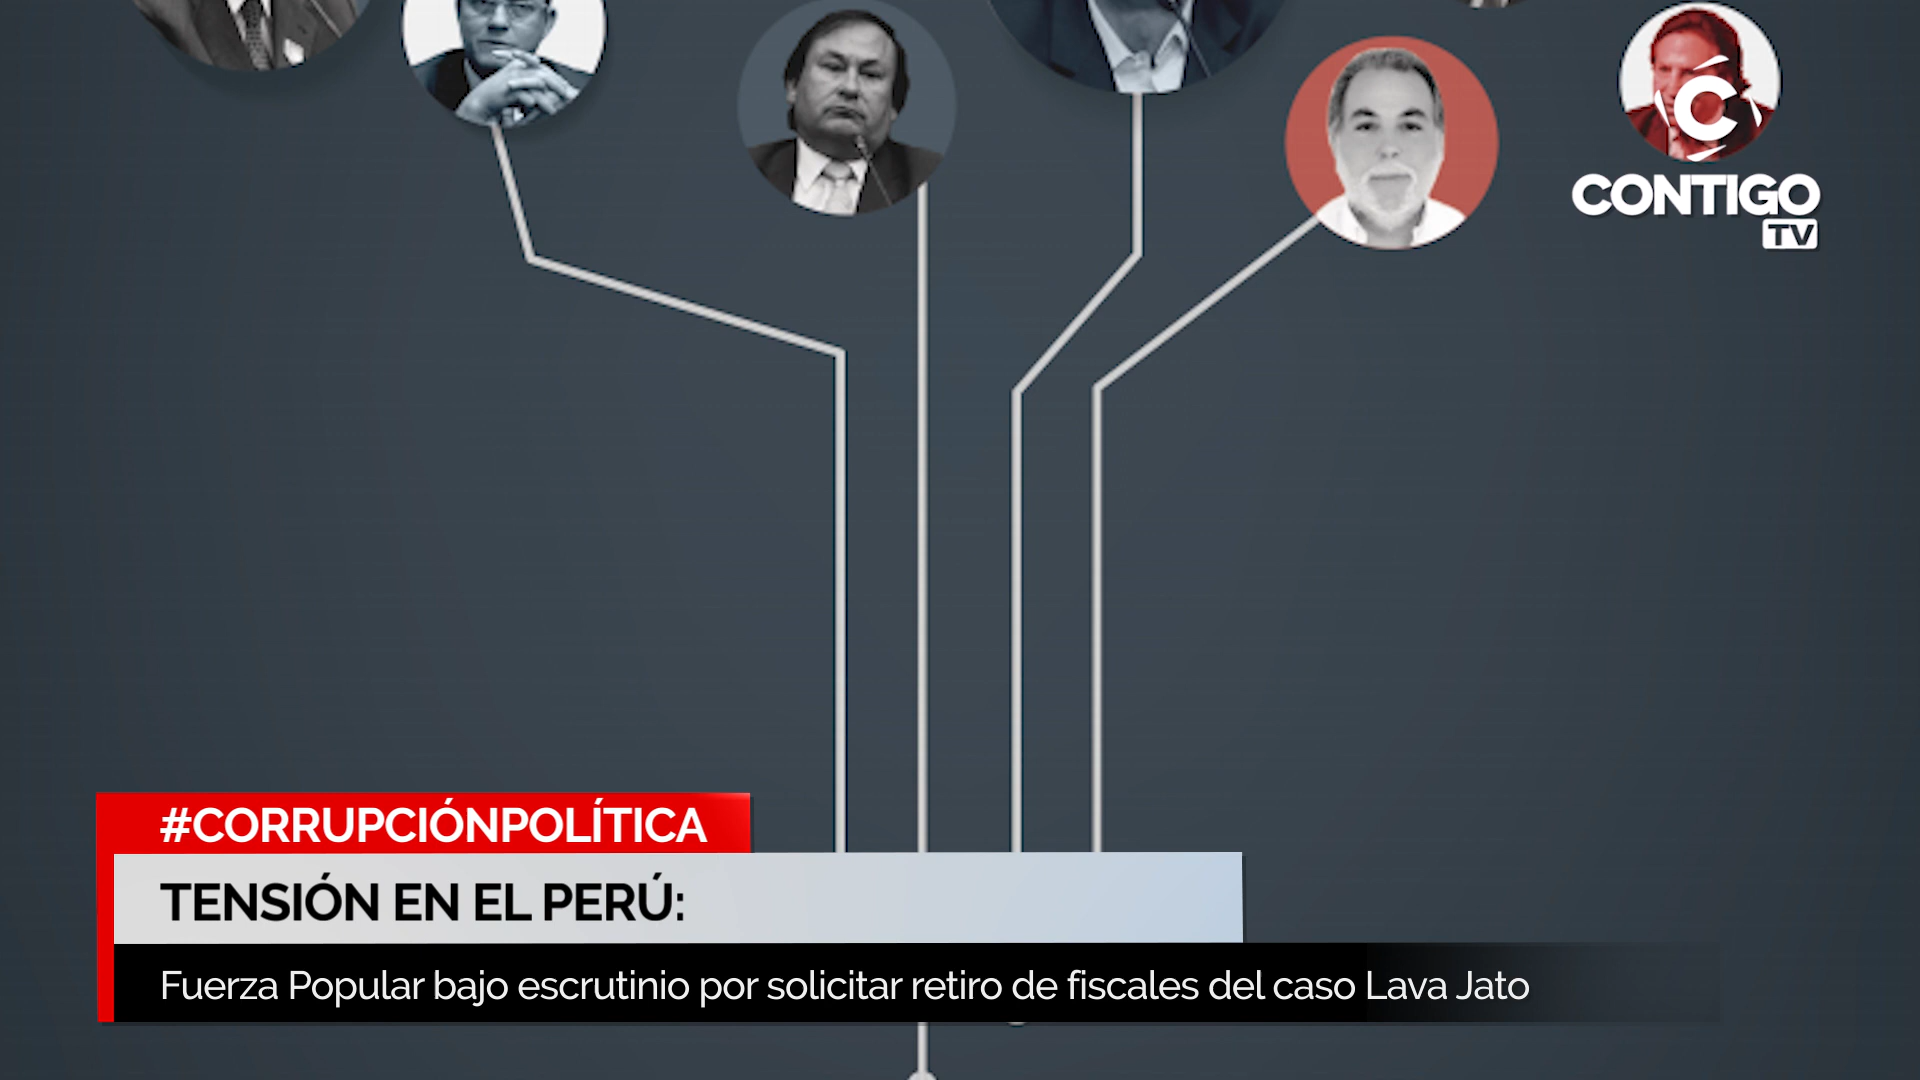 CONTIGO
TV
#CORRUPCIÓNPOLÍTICA
TENSIÓN EN EL PERÚ:
Fuerza Popular bajo escrutinio por solicitar retiro de fiscales del caso Lava Jato